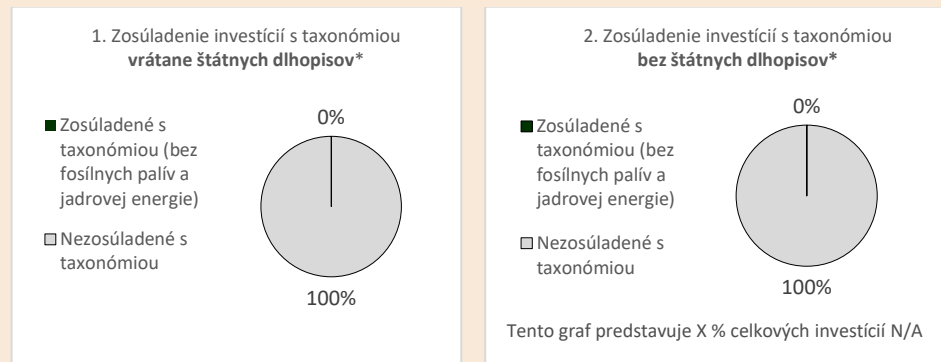 1. Zosúladenie investícií s taxonómiou
vrátane štátnych dlhopisov*
Zosúladené s
taxonómiou (bez
fosílnych palív a
jadrovej energie)
Nezosúladené s
taxonómiou
0%
100%
2. Zosúladenie investícií s taxonómiou
bez štátnych dlhopisov*
Zosúladené s
taxonómiou (bez
fosílnych palív a
jadrovej energie)
Nezosúladené s
taxonómiou
0%
100%
Tento graf predstavuje X % celkových investícií N/A